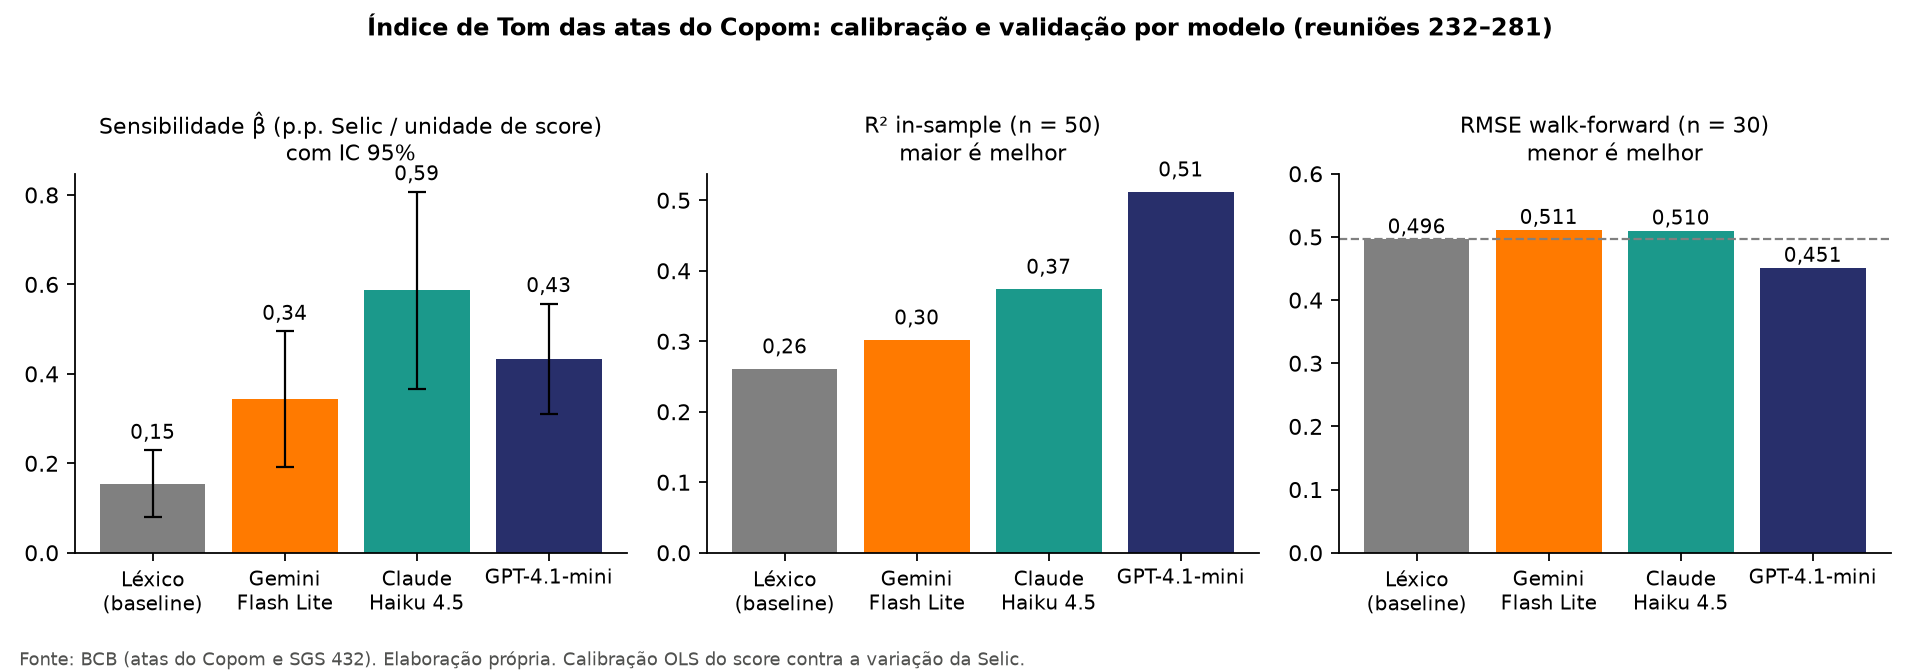 Índice de Tom das atas do Copom: calibração e validação por modelo (reuniões 232–281)
Sensibilidade β̂ (p.p. Selic / unidade de score)
com IC 95%
0.0
0.2
0.4
0.6
0.8
0,15
0,34
0,59
0,43
Léxico
(baseline)
Gemini
Flash Lite
Claude
Haiku 4.5
GPT-4.1-mini
R² in-sample (n = 50)
maior é melhor
0.0
0.1
0.2
0.3
0.4
0.5
0,26
0,30
0,37
0,51
Léxico
(baseline)
Gemini
Flash Lite
Claude
Haiku 4.5
GPT-4.1-mini
RMSE walk-forward (n = 30)
menor é melhor
0.0
0.1
0.2
0.3
0.4
0.5
0.6
0,496
0,511
0,510
0,451
Léxico
(baseline)
Gemini
Flash Lite
Claude
Haiku 4.5
GPT-4.1-mini
Fonte: BCB (atas do Copom e SGS 432). Elaboração própria. Calibração OLS do score contra a variação da Selic.